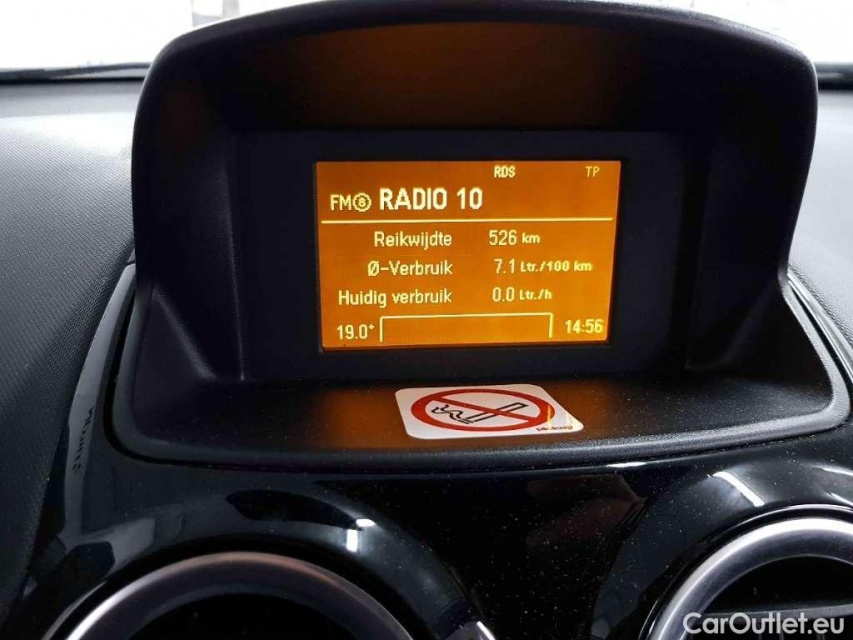 RDS TP
FM⑧ RADIO 10
Reikwijdte 526 km
Ø-Verbruik 7.1 Ltr./100 km
Huidig verbruik 0.0 Ltr./h
19.0° 14:56
CarOutlet.eu